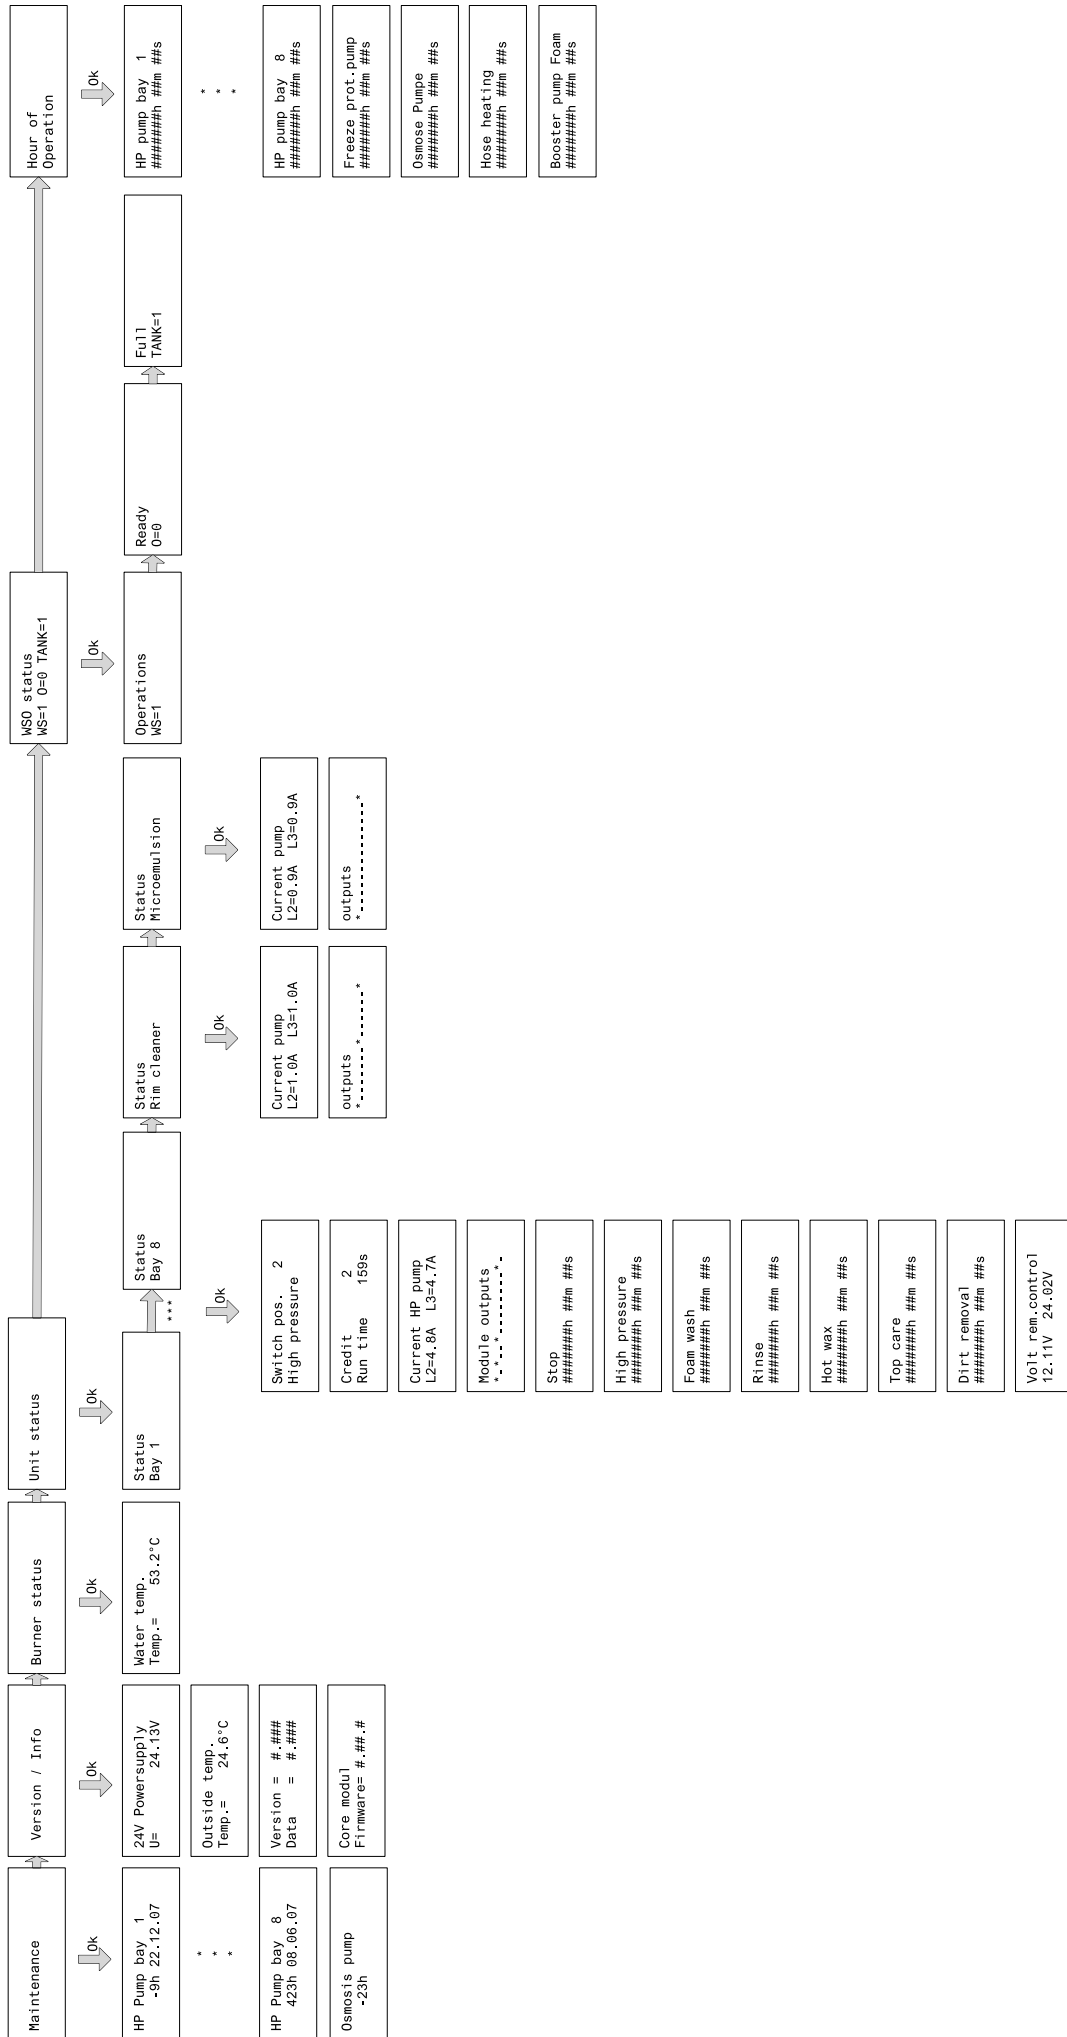 Maintenance
Ok
HP Pump bay  1
-9h 22.12.07
*
*
*
HP Pump bay  8
423h 08.06.07
Osmosis pump
-23h
Version / Info
Ok
24V Powersupply
U=      24.13V
Outside temp.
Temp.=   24.6°C
Version = #.###
Data    = #.###
Core modul
Firmware= #.##.#
Burner status
Ok
Water temp.
Temp.=    53.2°C
Unit status
Ok
Status
Bay 1
***
Status
Bay 8
Ok
Switch pos.  2
High pressure
Credit      2
Run time   159s
Current HP pump
L2=4.8A  L3=4.7A
Module outputs
*-*--*--------*-
Stop
#######h ##m ##s
High pressure
#######h ##m ##s
Foam wash
#######h ##m ##s
Rinse
#######h ##m ##s
Hot wax
#######h ##m ##s
Top care
#######h ##m ##s
Dirt removal
#######h ##m ##s
Volt rem.control
12.11V  24.02V
Status
Rim cleaner
Ok
Current pump
L2=1.0A  L3=1.0A
outputs
*-------*------*
Status
Microemulsion
Ok
Current pump
L2=0.9A  L3=0.9A
outputs
*--------------*
WSO status
WS=1 O=0 TANK=1
Ok
Operations
WS=1
Ready
O=0
Full
TANK=1
Hour of
Operation
Ok
HP pump bay  1
#######h ##m ##s
*
*
*
HP pump bay  8
#######h ##m ##s
Freeze prot.pump
#######h ##m ##s
Osmose Pumpe
#######h ##m ##s
Hose heating
#######h ##m ##s
Booster pump Foam
#######h ##m ##s